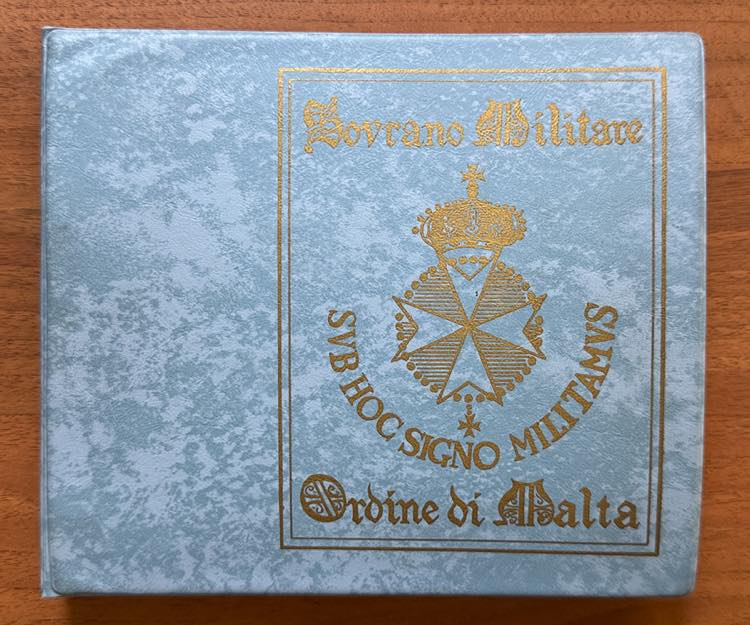 Sovrano Militare
SVB HOC SIGNO MILITAMVS
Ordine di Malta